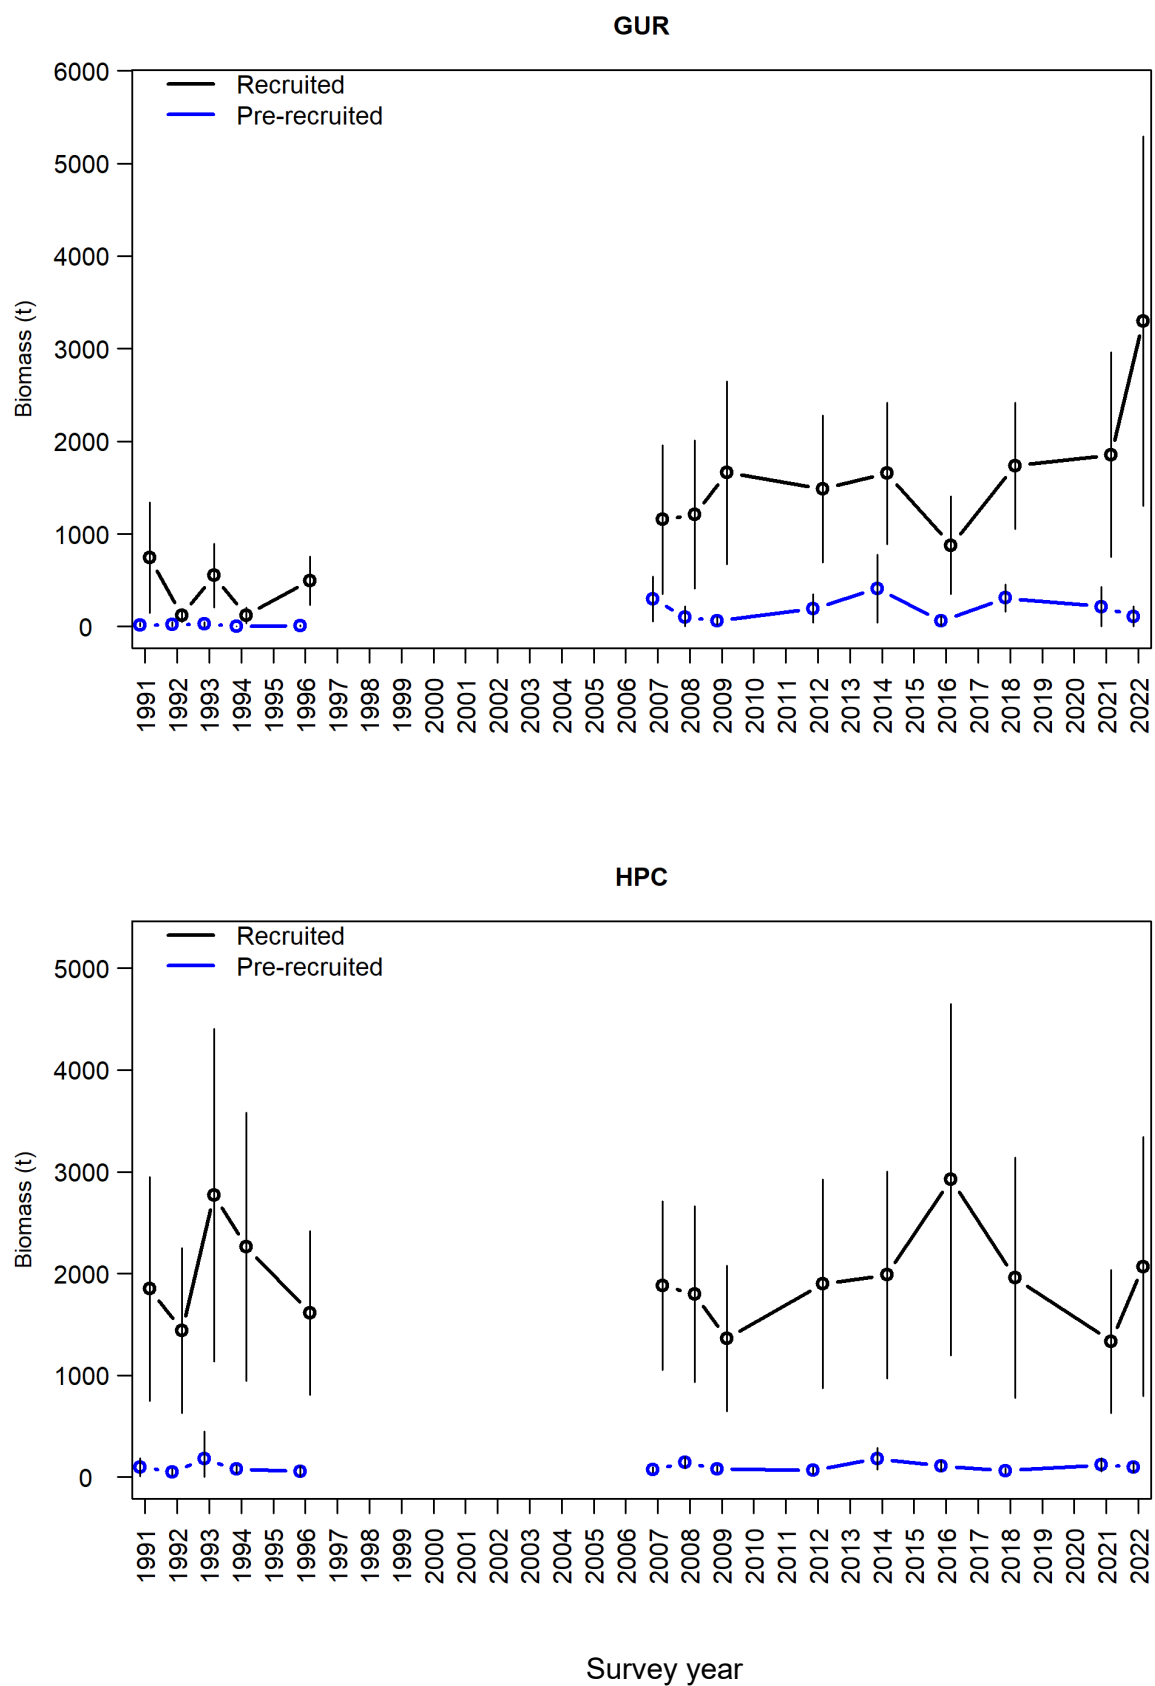 GUR
Recruited
Pre-recruited
Biomass (t)
6000
5000
4000
3000
2000
1000
0
1991 1992 1993 1994 1995 1996 1997 1998 1999 2000 2001 2002 2003 2004 2005 2006 2007 2008 2009 2010 2011 2012 2013 2014 2015 2016 2017 2018 2019 2020 2021 2022
HPC
Recruited
Pre-recruited
Biomass (t)
5000
4000
3000
2000
1000
0
1991 1992 1993 1994 1995 1996 1997 1998 1999 2000 2001 2002 2003 2004 2005 2006 2007 2008 2009 2010 2011 2012 2013 2014 2015 2016 2017 2018 2019 2020 2021 2022
Survey year